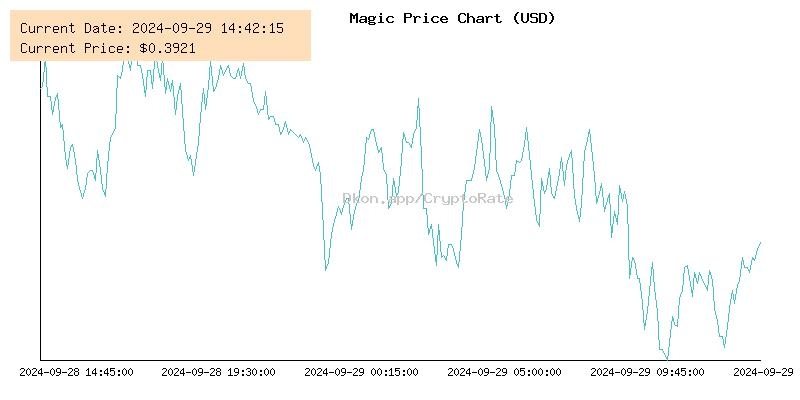 Magic Price Chart (USD)
Current Date: 2024-09-29 14:42:15
Current Price: $0.3921
Dkon.app/CryptoRate
2024-09-28 14:45:00
2024-09-28 19:30:00
2024-09-29 00:15:00
2024-09-29 05:00:00
2024-09-29 09:45:00
2024-09-29